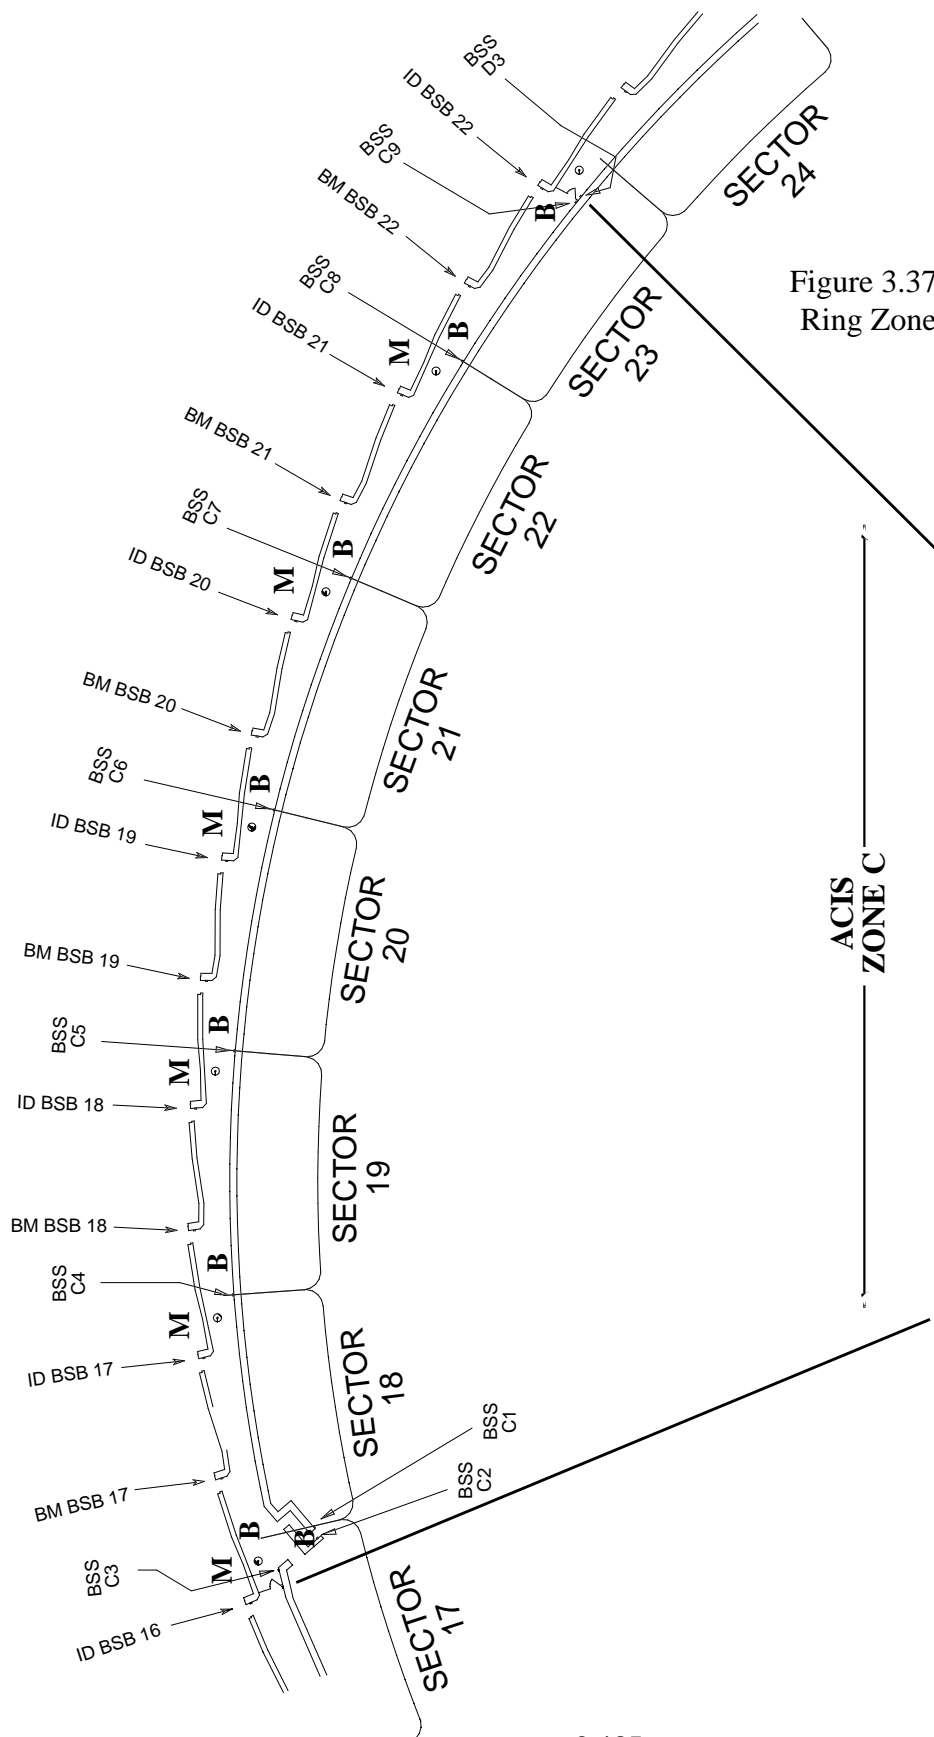 BSS
D3
ID BSB 22
BSS
C9
BM BSB 22
B
SECTOR
24
Figure 3.37
Ring Zone
BSS
C8
ID BSB 21
M
B
SECTOR
23
BM BSB 21
BSS
C7
SECTOR
22
ID BSB 20
M
B
BM BSB 20
SECTOR
21
BSS
C6
B
ID BSB 19
M
ACIS
ZONE C
SECTOR
20
BM BSB 19
BSS
C5
B
M
ID BSB 18
SECTOR
19
BM BSB 18
BSS
C4
B
M
ID BSB 17
SECTOR
18
BSS
C1
BM BSB 17
BSS
C2
B
B
BSS
C3
M
ID BSB 16
SECTOR
17